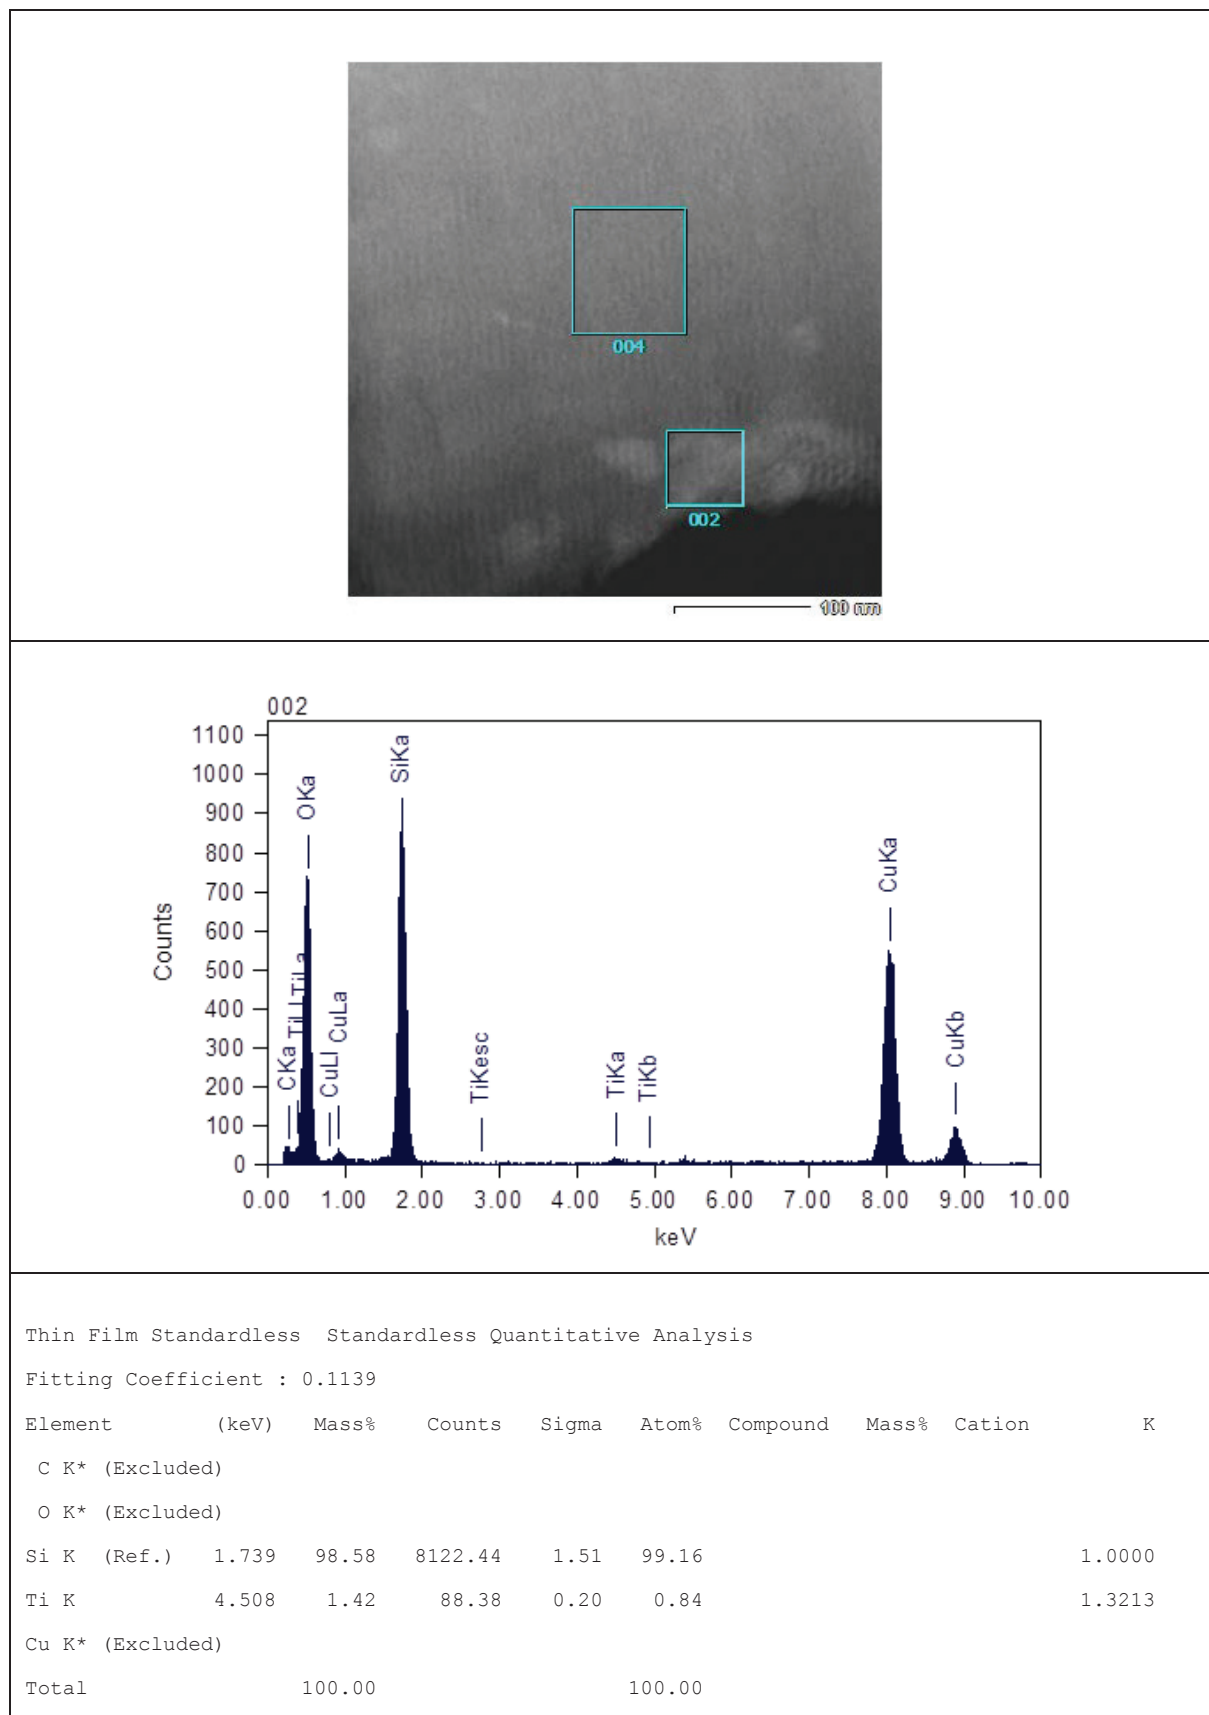 004
002
100 nm
002
1100
1000
900
800
700
600
500
400
300
200
100
0
Counts
CKa
TiLl
TiLa
OKa
CuLl
CuLa
SiKa
TiKesc
TiKa
TiKb
CuKa
CuKb
0.00 1.00 2.00 3.00 4.00 5.00 6.00 7.00 8.00 9.00 10.00
keV
Thin Film Standardless Standardless Quantitative Analysis
Fitting Coefficient : 0.1139
Element (keV) Mass% Counts Sigma Atom% Compound Mass% Cation K
C K* (Excluded)
O K* (Excluded)
Si K (Ref.) 1.739 98.58 8122.44 1.51 99.16 1.0000
Ti K 4.508 1.42 88.38 0.20 0.84 1.3213
Cu K* (Excluded)
Total 100.00 100.00